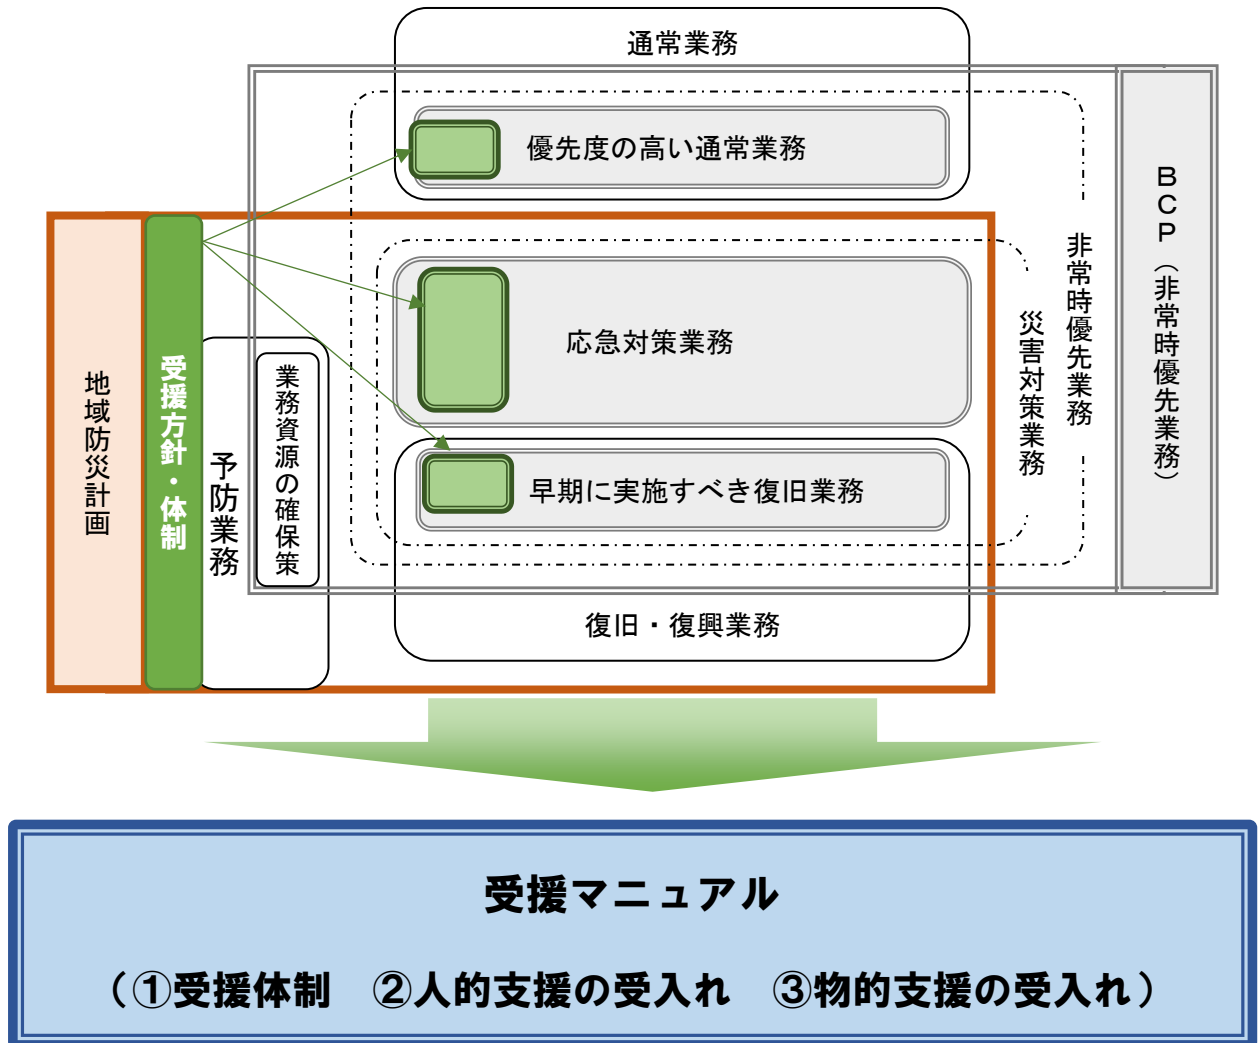 通常業務
優先度の高い通常業務
BCP（非常時優先業務）
非常時優先業務
災害対策業務
応急対策業務
地域防災計画
受援方針・体制
予防業務
業務資源の確保策
早期に実施すべき復旧業務
復旧・復興業務
受援マニュアル
（①受援体制　②人的支援の受入れ　③物的支援の受入れ）